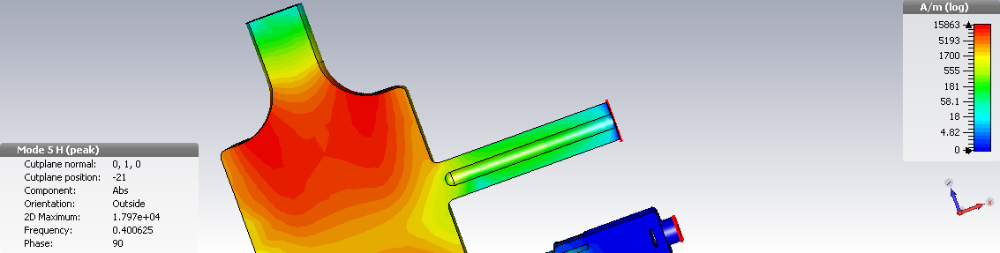 A/m (log)
15863
5193
1700
555
181
58.1
18
4.82
0
Mode 5 H (peak)
Cutplane normal: 0, 1, 0
Cutplane position: -21
Component: Abs
Orientation: Outside
2D Maximum: 1.797e+04
Frequency: 0.400625
Phase: 90
z
x